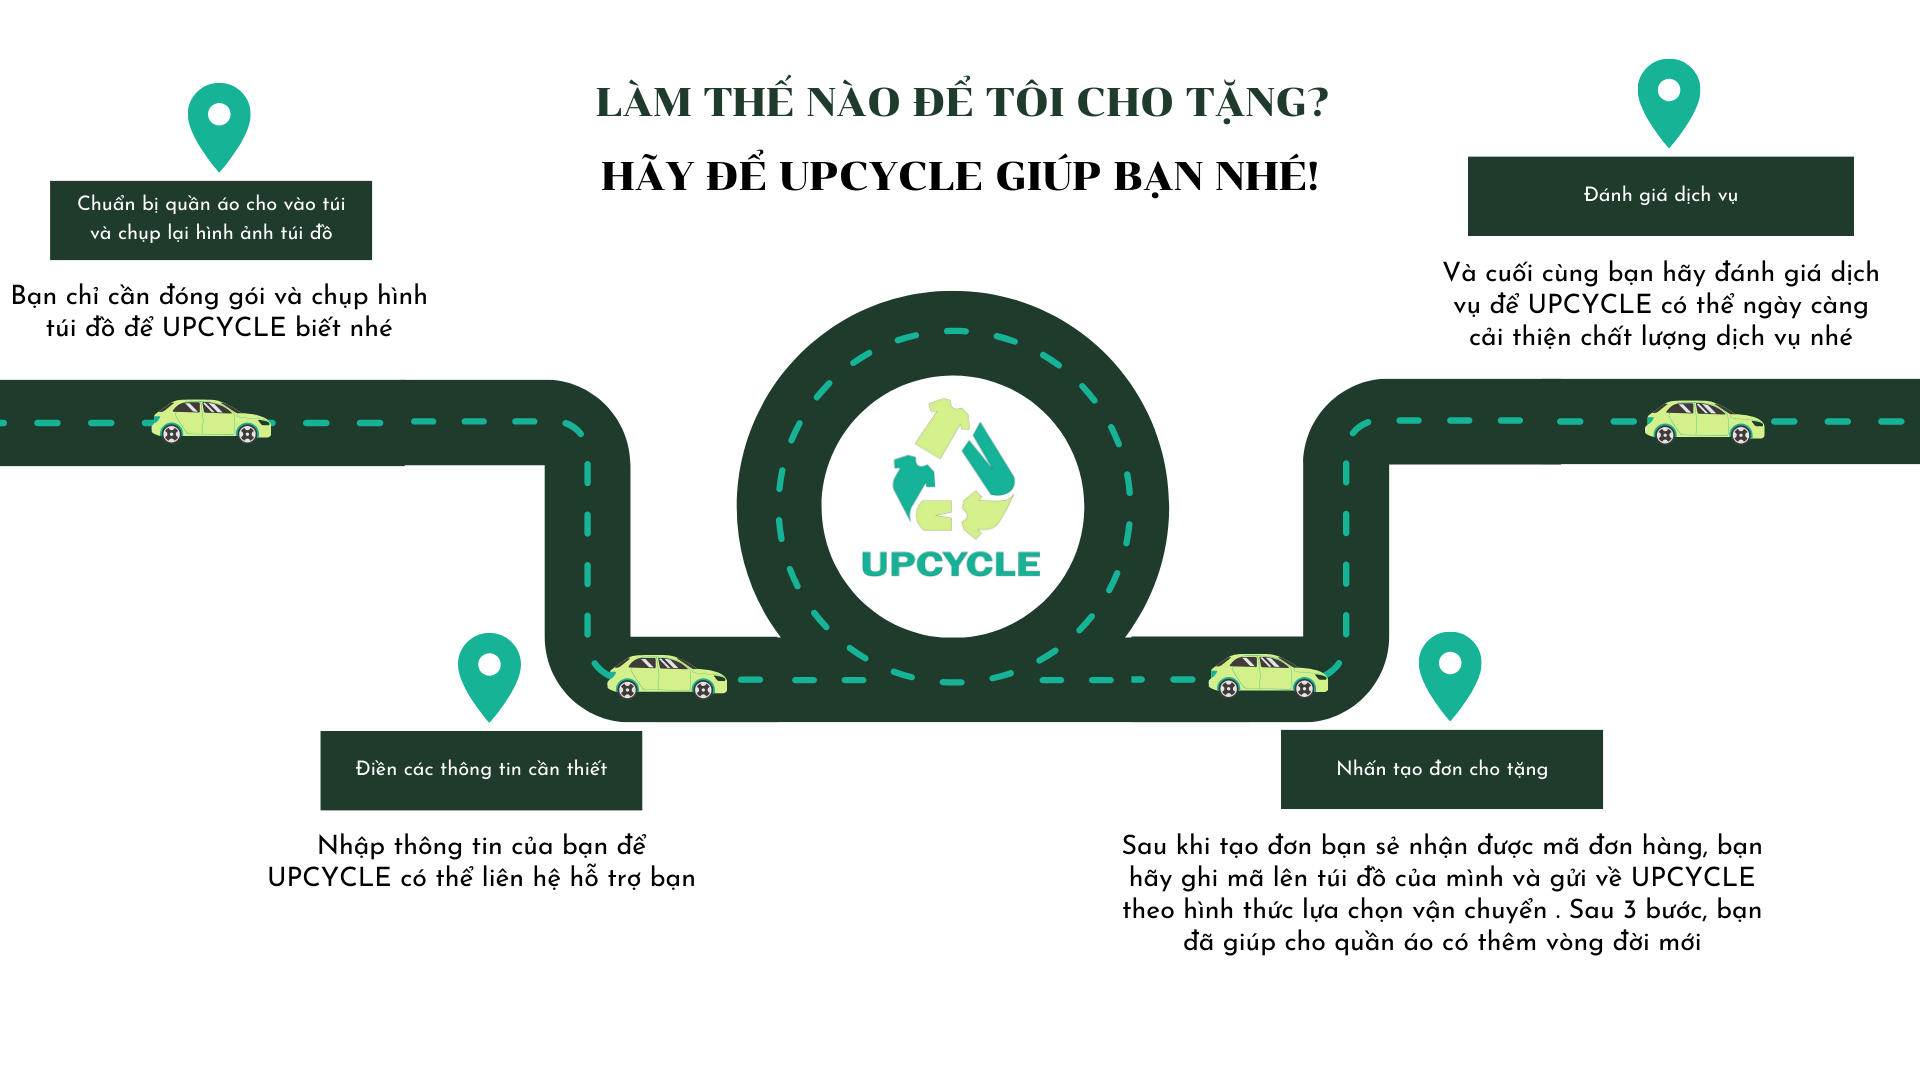 LÀM THẾ NÀO ĐỂ TÔI CHO TẶNG?
HÃY ĐỂ UPCYCLE GIÚP BẠN NHÉ!
Chuẩn bị quần áo cho vào túi
và chụp lại hình ảnh túi đồ
Bạn chỉ cần đóng gói và chụp hình
túi đồ để UPCYCLE biết nhé
Đánh giá dịch vụ
Và cuối cùng bạn hãy đánh giá dịch
vụ để UPCYCLE có thể ngày càng
cải thiện chất lượng dịch vụ nhé
UPCYCLE
Điền các thông tin cần thiết
Nhập thông tin của bạn để
UPCYCLE có thể liên hệ hỗ trợ bạn
Nhấn tạo đơn cho tặng
Sau khi tạo đơn bạn sẻ nhận được mã đơn hàng, bạn
hãy ghi mã lên túi đồ của mình và gửi về UPCYCLE
theo hình thức lựa chọn vận chuyển . Sau 3 bước, bạn
đã giúp cho quần áo có thêm vòng đời mới